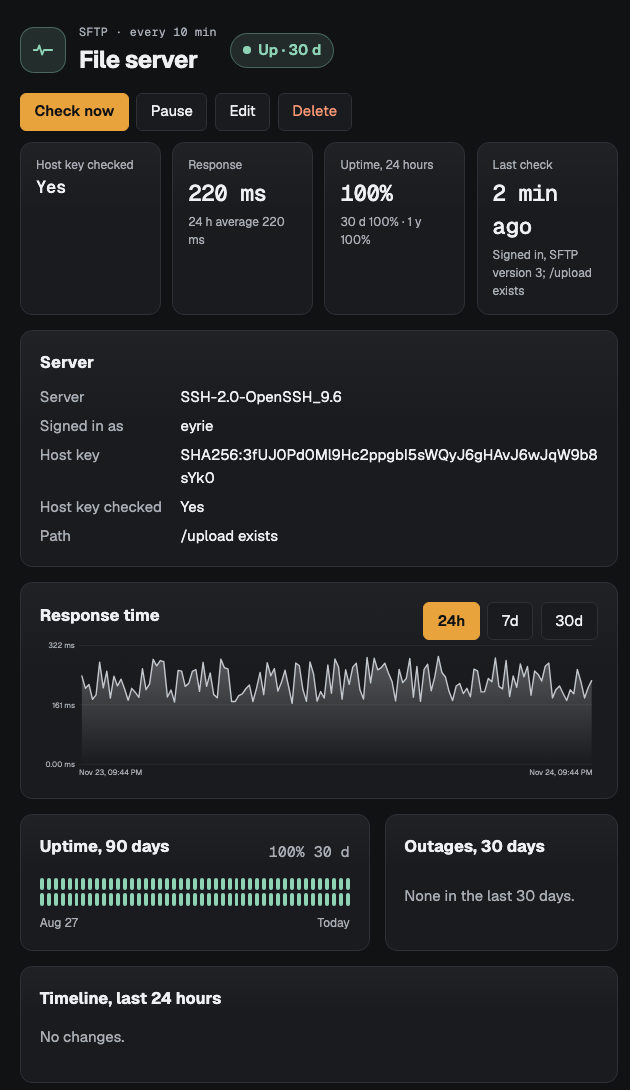 SFTP · every 10 min
File server
Up · 30 d
Check now
Pause
Edit
Delete
Host key checked
Yes
Response
220 ms
24 h average 220
ms
Uptime, 24 hours
100%
30 d 100% · 1 y
100%
Last check
2 min
ago
Signed in, SFTP
version 3; /upload
exists
Server
Server SSH-2.0-OpenSSH_9.6
Signed in as eyrie
Host key SHA256:3fUJ0Pd0Ml9Hc2ppgbI5sWQyJ6gHAvJ6wJqW9b8
sYk0
Host key checked Yes
Path /upload exists
Response time
24h
7d
30d
322 ms
161 ms
0.00 ms
Nov 23, 09:44 PM
Nov 24, 09:44 PM
Uptime, 90 days
100% 30 d
Aug 27
Today
Outages, 30 days
None in the last 30 days.
Timeline, last 24 hours
No changes.